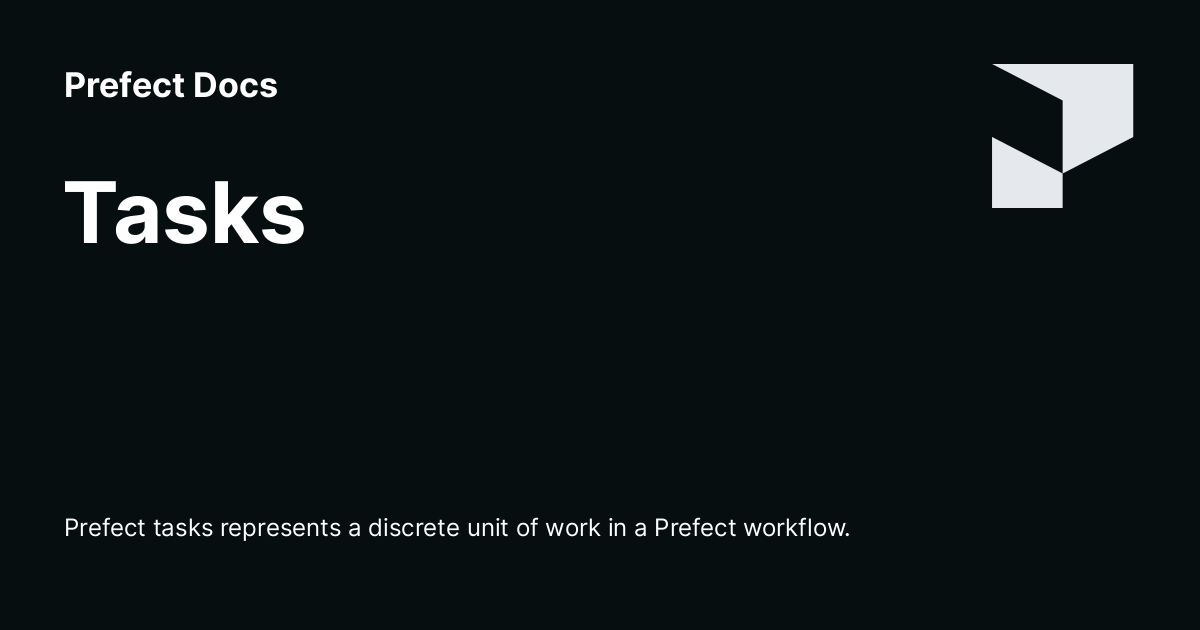 Prefect Docs
Tasks
Prefect tasks represents a discrete unit of work in a Prefect workflow.